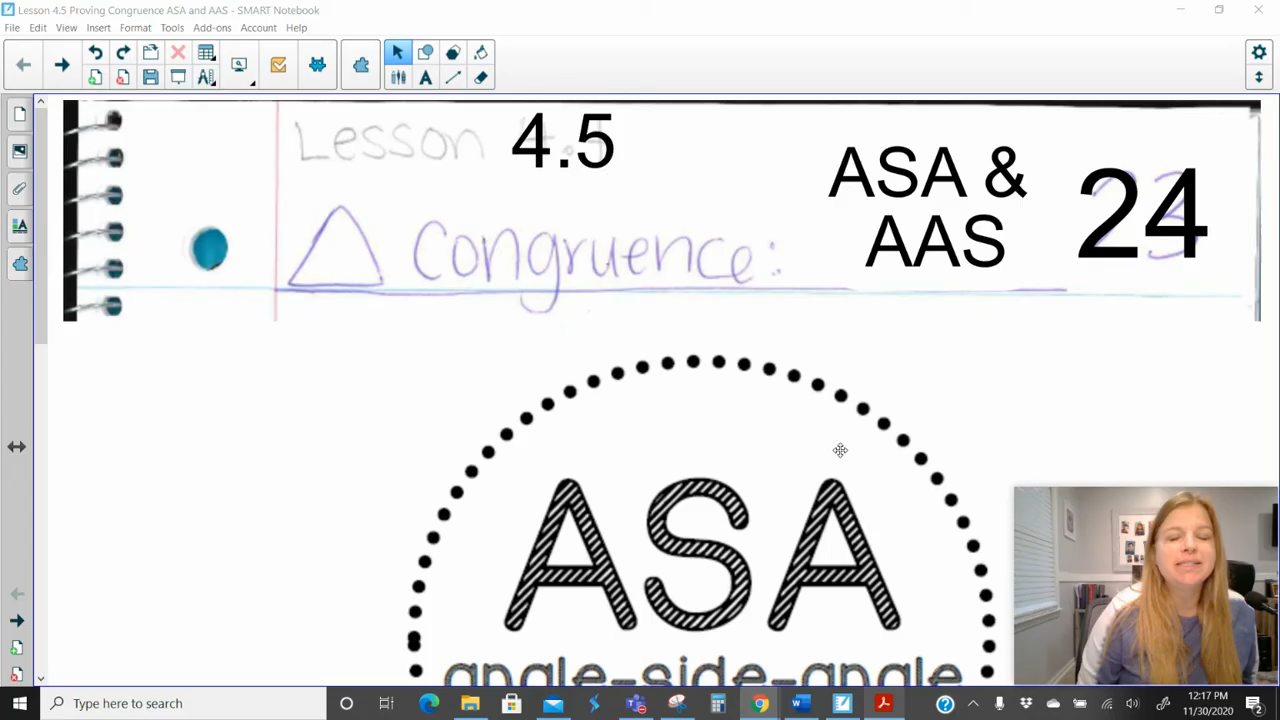 Lesson 4.5 Proving Congruence ASA and AAS - SMART Notebook
File Edit View Insert Format Tools Add-ons Account Help
Lesson 4.5
ASA &
AAS
24
Congruence:
ASA
angle-side-angle
Type here to search
12:17 PM
11/30/2020
2